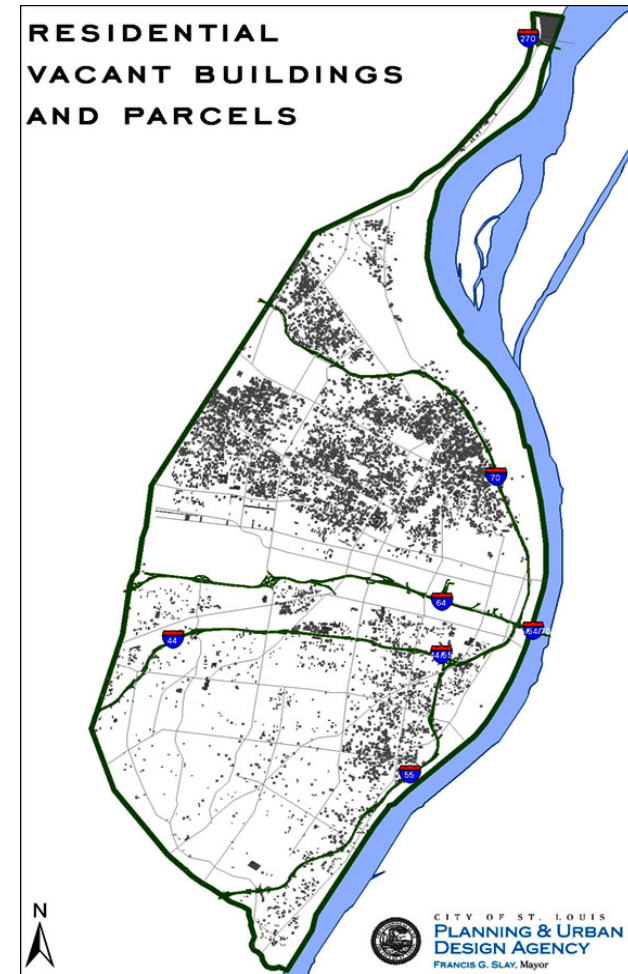 RESIDENTIAL
VACANT BUILDINGS
AND PARCELS
270
70
64
44
55
N
CITY OF ST. LOUIS
PLANNING & URBAN
DESIGN AGENCY
FRANCIS G. SLAY, Mayor